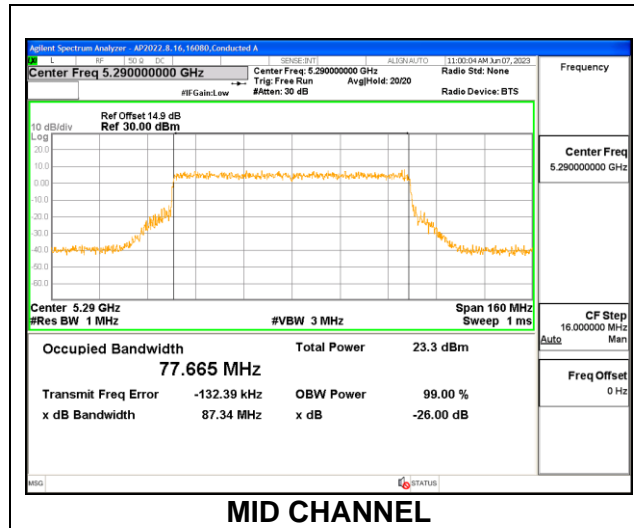 Agilent Spectrum Analyzer - AP2022.8.16,16080,Conducted A
L RF 50 Ω DC SENSE:INT ALIGN AUTO 11:00:04 AM Jun 07, 2023
Center Freq 5.290000000 GHz
#IFGain:Low
Center Freq: 5.290000000 GHz
Trig: Free Run Avg|Hold: 20/20
#Atten: 30 dB
Radio Std: None
Radio Device: BTS
Frequency
Ref Offset 14.9 dB
10 dB/div Ref 30.00 dBm
Log
20.0
10.0
0.00
-10.0
-20.0
-30.0
-40.0
-50.0
-60.0
Center Freq
5.290000000 GHz
Center 5.29 GHz Span 160 MHz
#Res BW 1 MHz #VBW 3 MHz Sweep 1 ms
CF Step
16.000000 MHz
Auto Man
Occupied Bandwidth Total Power 23.3 dBm
77.665 MHz
Transmit Freq Error -132.39 kHz OBW Power 99.00 %
x dB Bandwidth 87.34 MHz x dB -26.00 dB
Freq Offset
0 Hz
MSG STATUS
MID CHANNEL